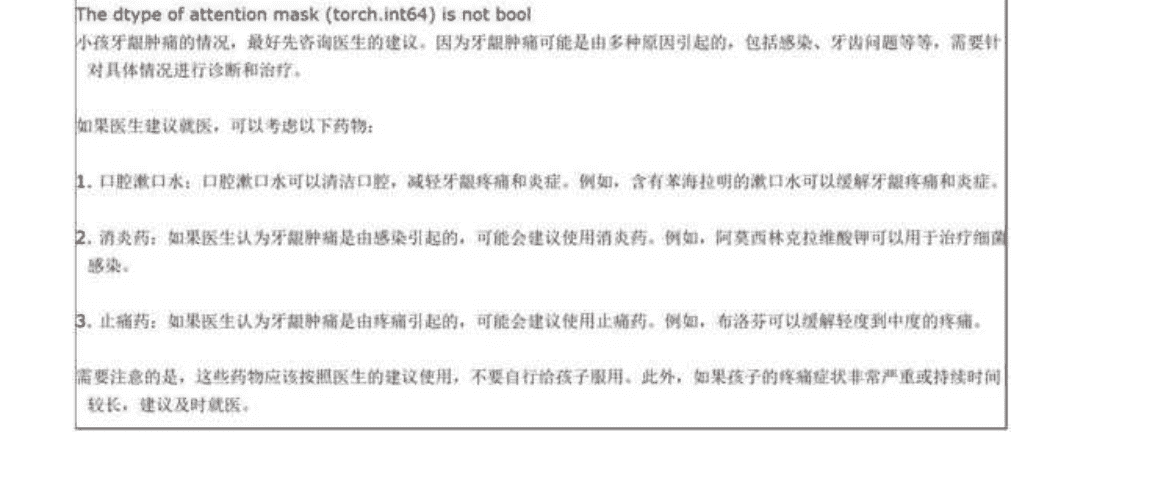 The dtype of attention mask (torch.int64) is not bool
小孩牙龈肿痛的情况，最好先咨询医生的建议。因为牙龈肿痛可能是由多种原因引起的，包括感染、牙齿问题等等，需要针
对具体情况进行诊断和治疗。
如果医生建议就医，可以考虑以下药物：
1. 口腔漱口水：口腔漱口水可以清洁口腔，减轻牙龈疼痛和炎症。例如，含有苯海拉明的漱口水可以缓解牙龈疼痛和炎症。
2. 消炎药：如果医生认为牙龈肿痛是由感染引起的，可能会建议使用消炎药。例如，阿莫西林克拉维酸钾可以用于治疗细菌
感染。
3. 止痛药：如果医生认为牙龈肿痛是由疼痛引起的，可能会建议使用止痛药。例如，布洛芬可以缓解轻度到中度的疼痛。
需要注意的是，这些药物应该按照医生的建议使用，不要自行给孩子服用。此外，如果孩子的疼痛症状非常严重或持续时间
较长，建议及时就医。